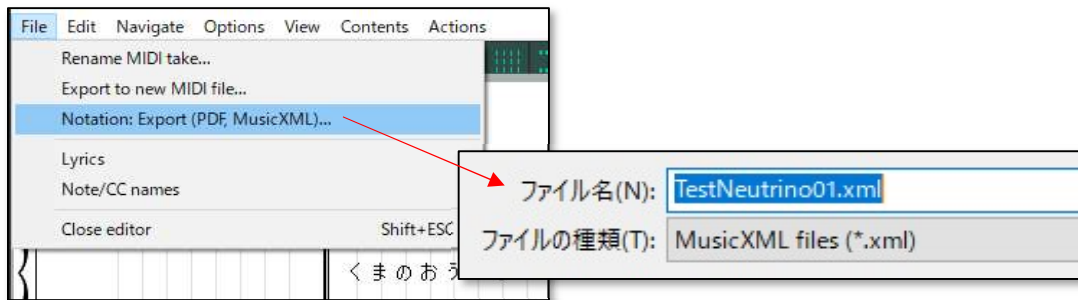 File Edit Navigate Options View Contents Actions
Rename MIDI take...
Export to new MIDI file...
Notation: Export (PDF, MusicXML)...
Lyrics
Note/CC names
Close editor Shift+ESC
くまのおう
ファイル名(N): TestNeutrino01.xml
ファイルの種類(T): MusicXML files (*.xml)